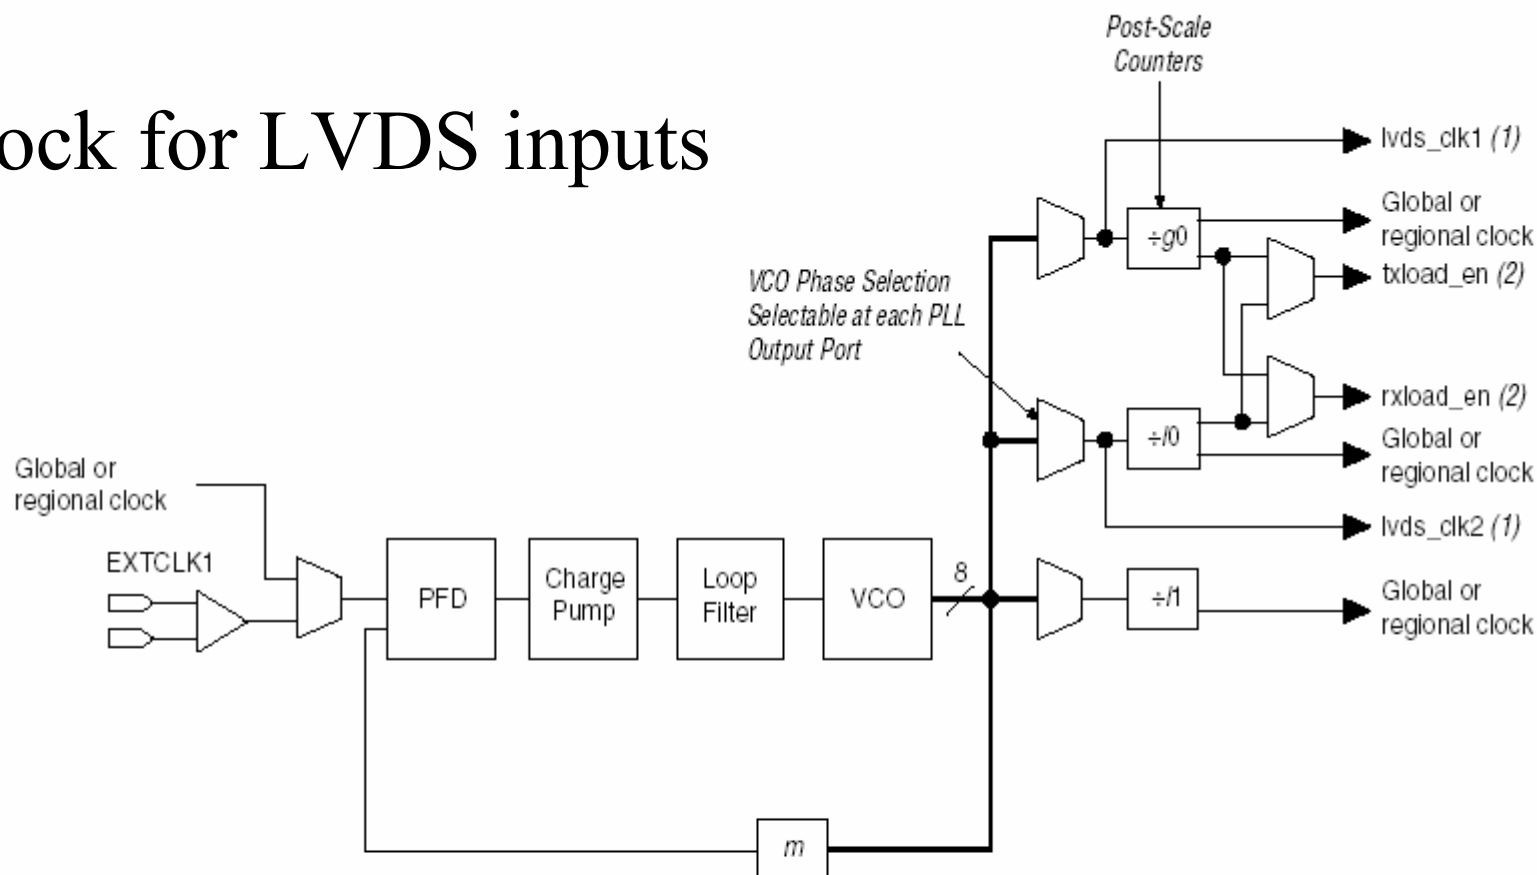 ock for LVDS inputs
Post-Scale
Counters
lvds_clk1 (1)
÷g0
Global or
regional clock
txload_en (2)
VCO Phase Selection
Selectable at each PLL
Output Port
rxload_en (2)
÷l0
Global or
regional clock
lvds_clk2 (1)
Global or
regional clock
EXTCLK1
PFD
Charge
Pump
Loop
Filter
VCO
8
÷l1
Global or
regional clock
m